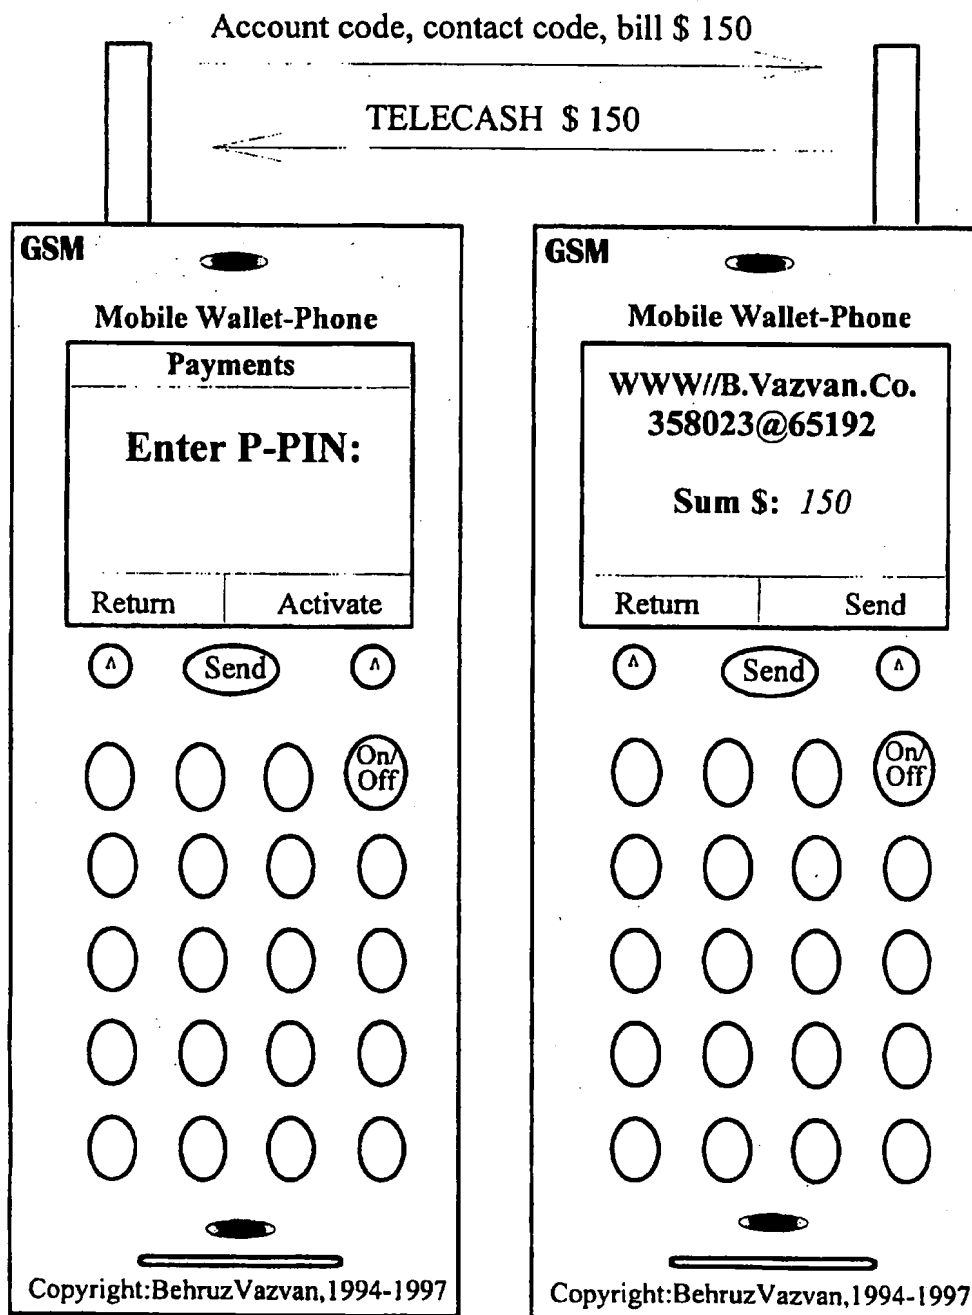 Account code, contact code, bill $ 150
TELECASH $ 150
GSM
Mobile Wallet-Phone
Payments
Enter P-PIN:
Return Activate
^ Send ^
On/
Off
Copyright:BehruzVazvan,1994-1997
GSM
Mobile Wallet-Phone
WWW//B.Vazvan.Co.
358023@65192
Sum $: 150
Return Send
^ Send ^
On/
Off
Copyright:BehruzVazvan,1994-1997